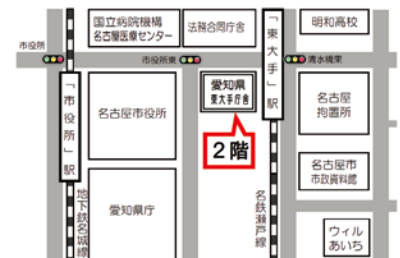 国立病院機構
名古屋医療センター
法務合同庁舎
「東大手」駅
明和高校
市役所
市役所東
清水橋東
「市役所」駅
名古屋市役所
愛知県
東大手庁舎
2階
名古屋
拘置所
名古屋市
市政資料館
愛知県庁
地下鉄名城線
名鉄瀬戸線
ウィル
あいち